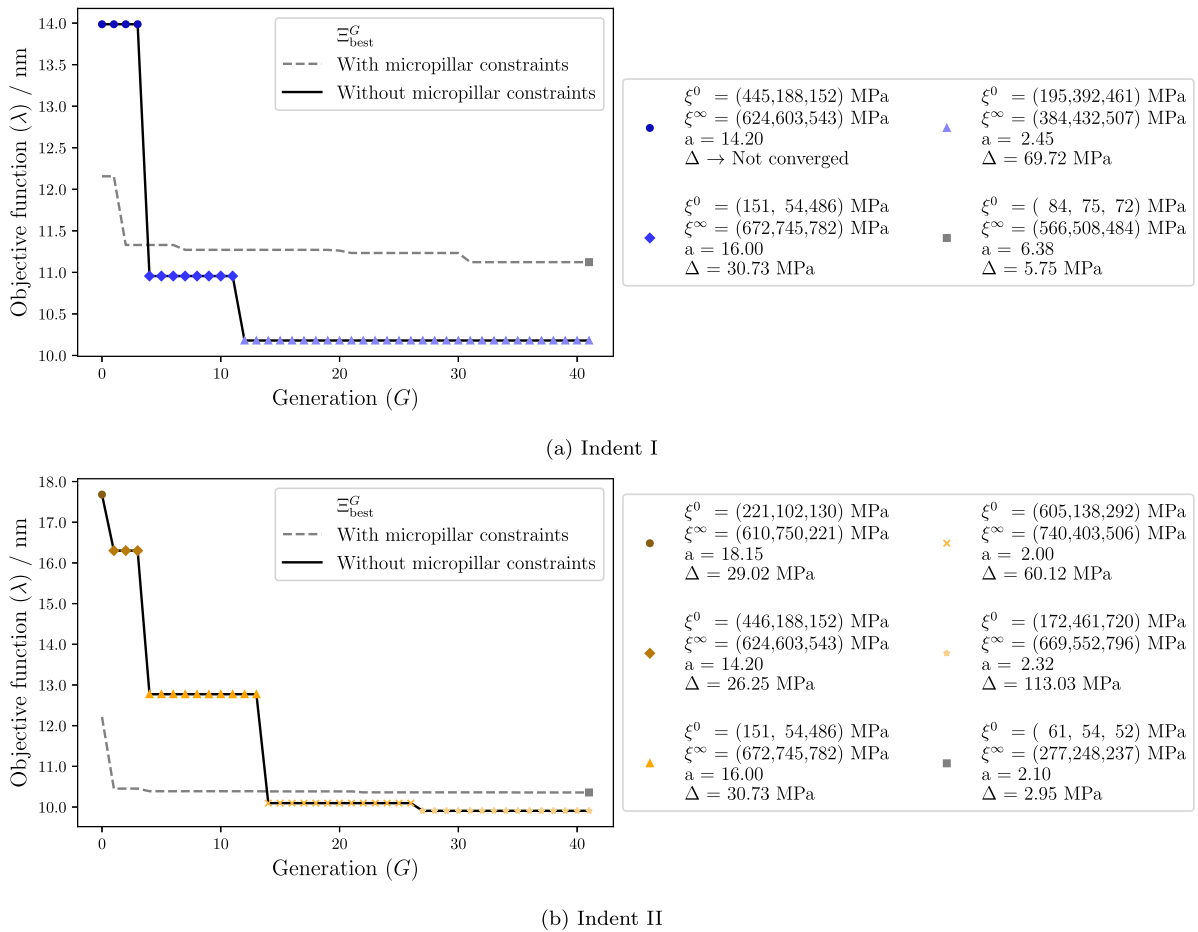 14.0
13.5
13.0
12.5
12.0
11.5
11.0
10.5
10.0
Objective function (λ) / nm
0 10 20 30 40
Generation (G)
Ξ^G_best
With micropillar constraints
Without micropillar constraints
ξ⁰ = (445,188,152) MPa
ξ^∞ = (624,603,543) MPa
a = 14.20
Δ → Not converged
ξ⁰ = (151, 54,486) MPa
ξ^∞ = (672,745,782) MPa
a = 16.00
Δ = 30.73 MPa
ξ⁰ = (195,392,461) MPa
ξ^∞ = (384,432,507) MPa
a = 2.45
Δ = 69.72 MPa
ξ⁰ = ( 84, 75, 72) MPa
ξ^∞ = (566,508,484) MPa
a = 6.38
Δ = 5.75 MPa
(a) Indent I
18.0
17.0
16.0
15.0
14.0
13.0
12.0
11.0
10.0
Objective function (λ) / nm
0 10 20 30 40
Generation (G)
Ξ^G_best
With micropillar constraints
Without micropillar constraints
ξ⁰ = (221,102,130) MPa
ξ^∞ = (610,750,221) MPa
a = 18.15
Δ = 29.02 MPa
ξ⁰ = (446,188,152) MPa
ξ^∞ = (624,603,543) MPa
a = 14.20
Δ = 26.25 MPa
ξ⁰ = (151, 54,486) MPa
ξ^∞ = (672,745,782) MPa
a = 16.00
Δ = 30.73 MPa
ξ⁰ = (605,138,292) MPa
ξ^∞ = (740,403,506) MPa
a = 2.00
Δ = 60.12 MPa
ξ⁰ = (172,461,720) MPa
ξ^∞ = (669,552,796) MPa
a = 2.32
Δ = 113.03 MPa
ξ⁰ = ( 61, 54, 52) MPa
ξ^∞ = (277,248,237) MPa
a = 2.10
Δ = 2.95 MPa
(b) Indent II